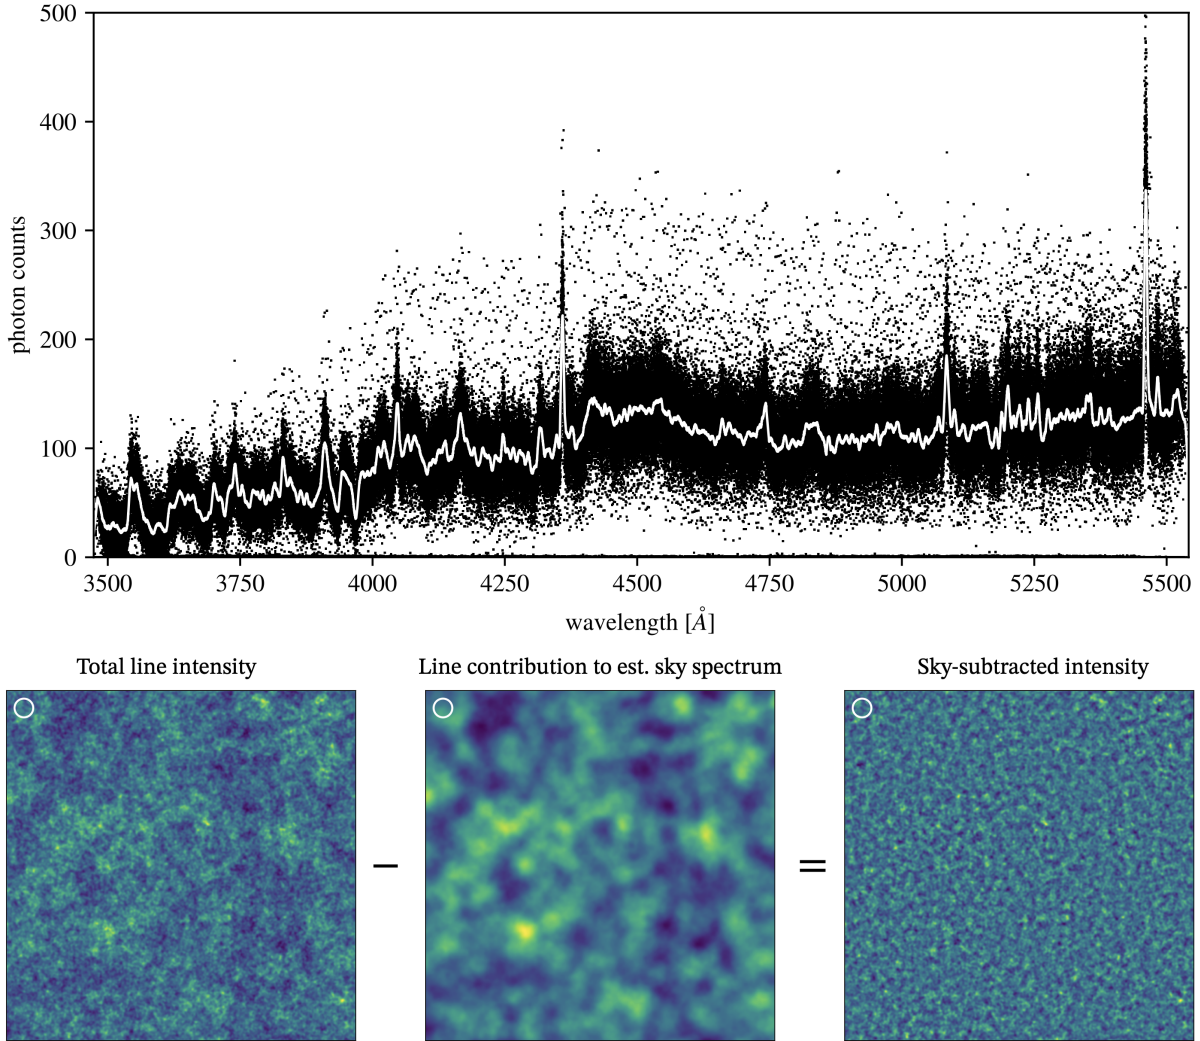 500
400
300
200
100
0
photon counts
3500 3750 4000 4250 4500 4750 5000 5250 5500
wavelength [Å]
Total line intensity
Line contribution to est. sky spectrum
Sky-subtracted intensity
− =